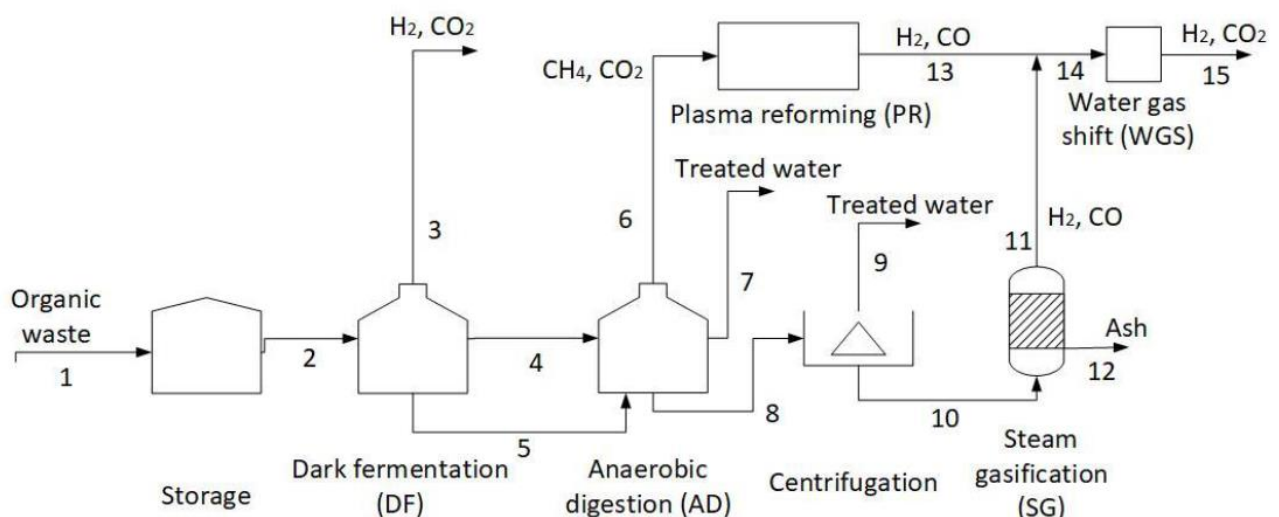 H₂, CO₂
CH₄, CO₂
H₂, CO
13
14
H₂, CO₂
15
Plasma reforming (PR)
Water gas
shift (WGS)
Treated water
Treated water
3
6
7
9
H₂, CO
11
Organic
waste
1
2
4
5
8
10
Ash
12
Storage
Dark fermentation
(DF)
Anaerobic
digestion (AD)
Centrifugation
Steam
gasification
(SG)